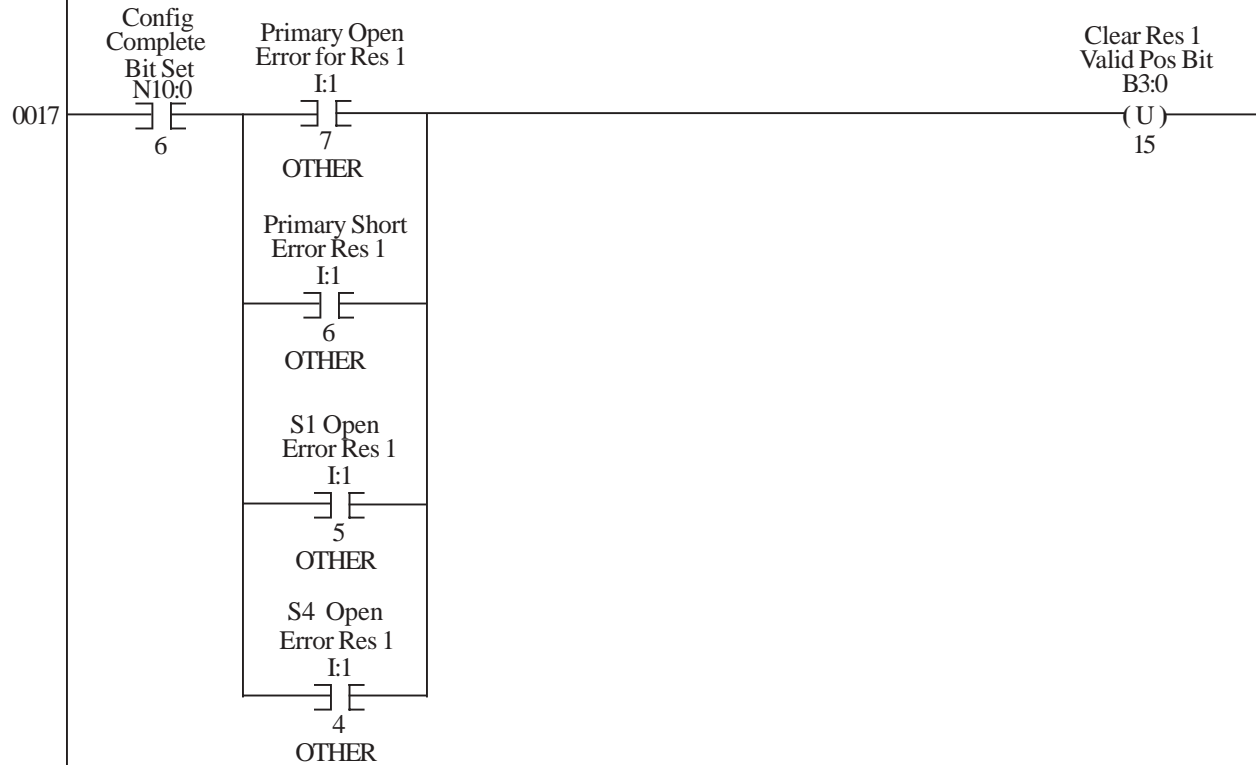 Config
Complete
Bit Set
N10:0
6
0017
Primary Open
Error for Res 1
I:1
7
OTHER
Primary Short
Error Res 1
I:1
6
OTHER
S1 Open
Error Res 1
I:1
5
OTHER
S4 Open
Error Res 1
I:1
4
OTHER
Clear Res 1
Valid Pos Bit
B3:0
(U)
15